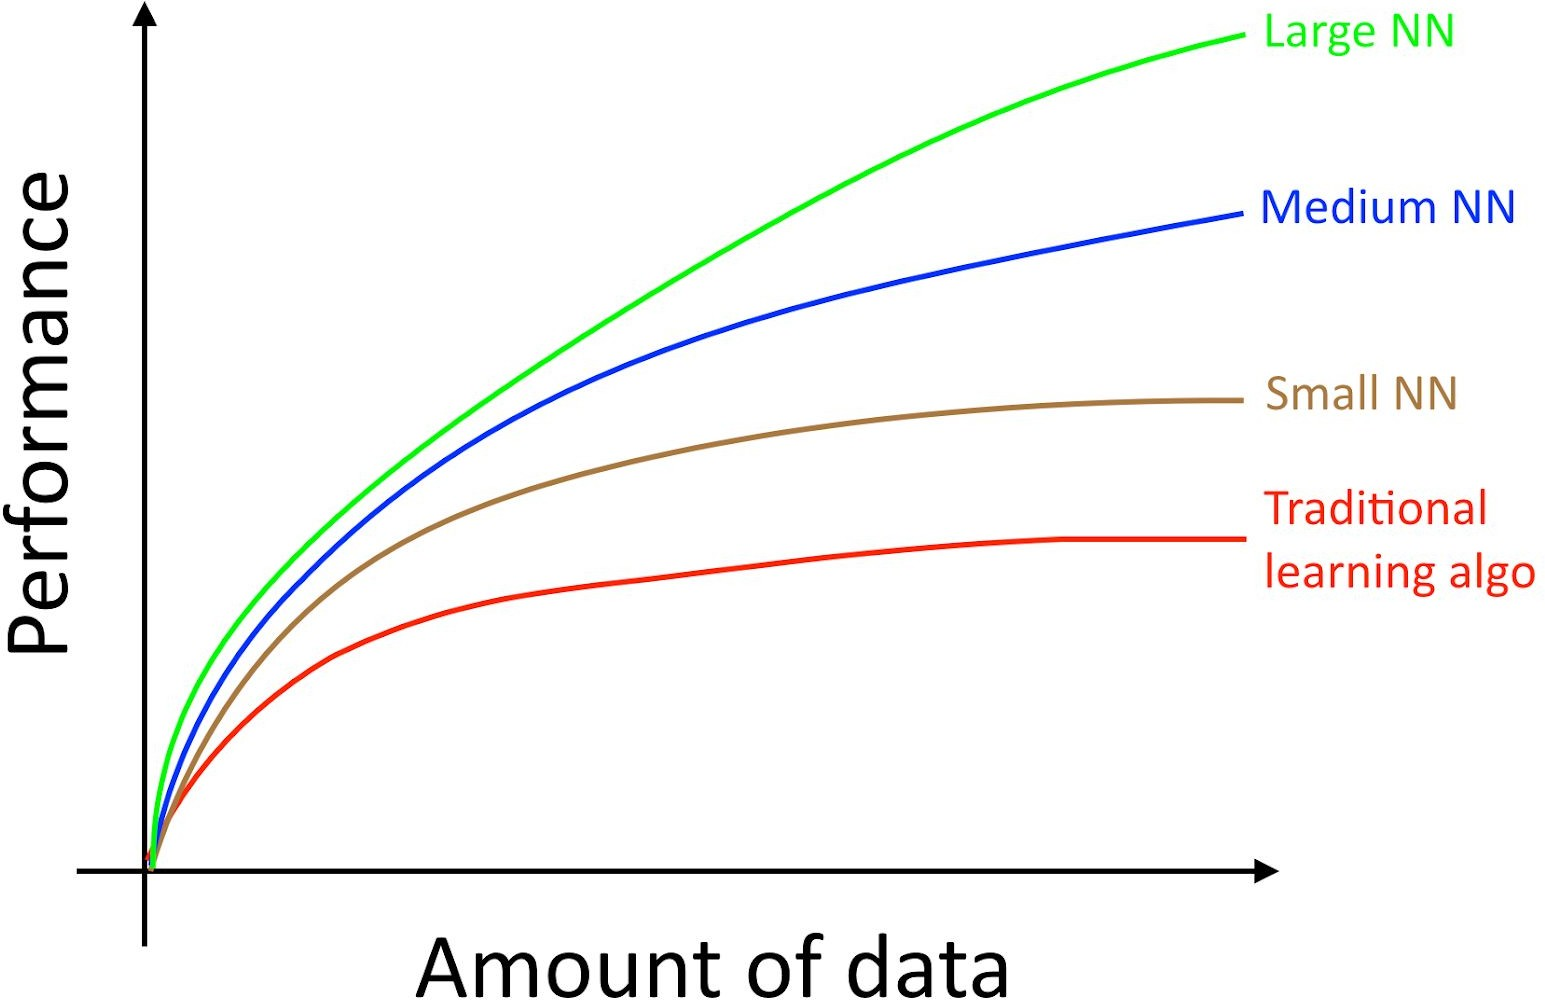 Large NN
Medium NN
Small NN
Traditional
learning algo
Performance
Amount of data